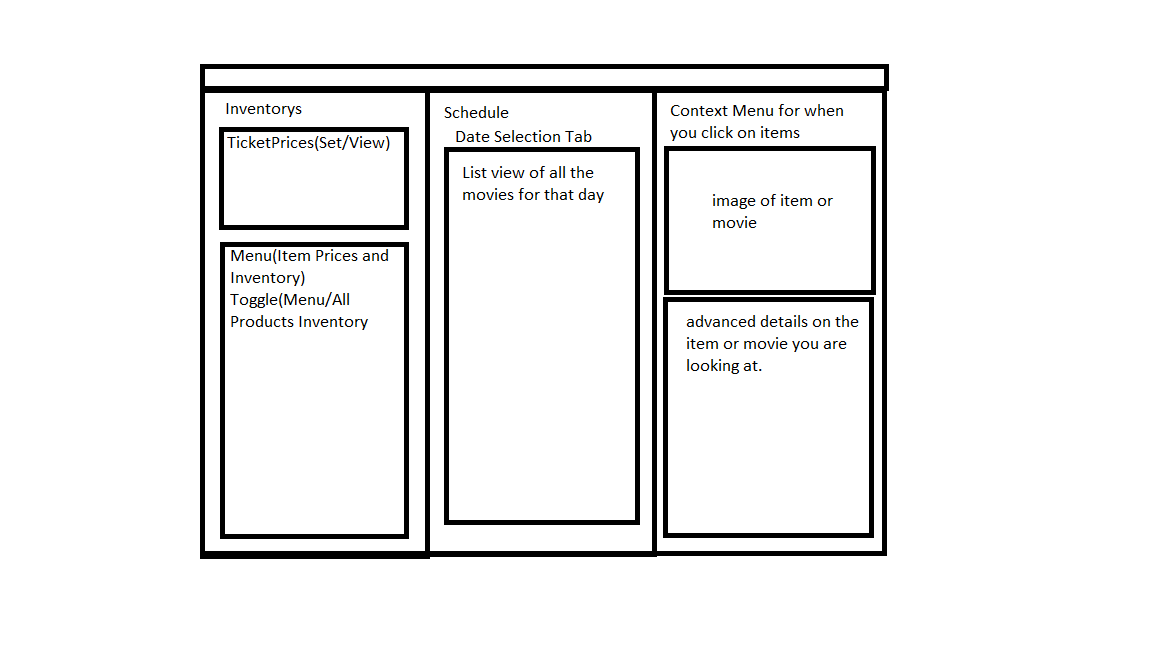 Inventorys
TicketPrices(Set/View)
Menu(Item Prices and
Inventory)
Toggle(Menu/All
Products Inventory
Schedule
Date Selection Tab
List view of all the
movies for that day
Context Menu for when
you click on items
image of item or
movie
advanced details on the
item or movie you are
looking at.